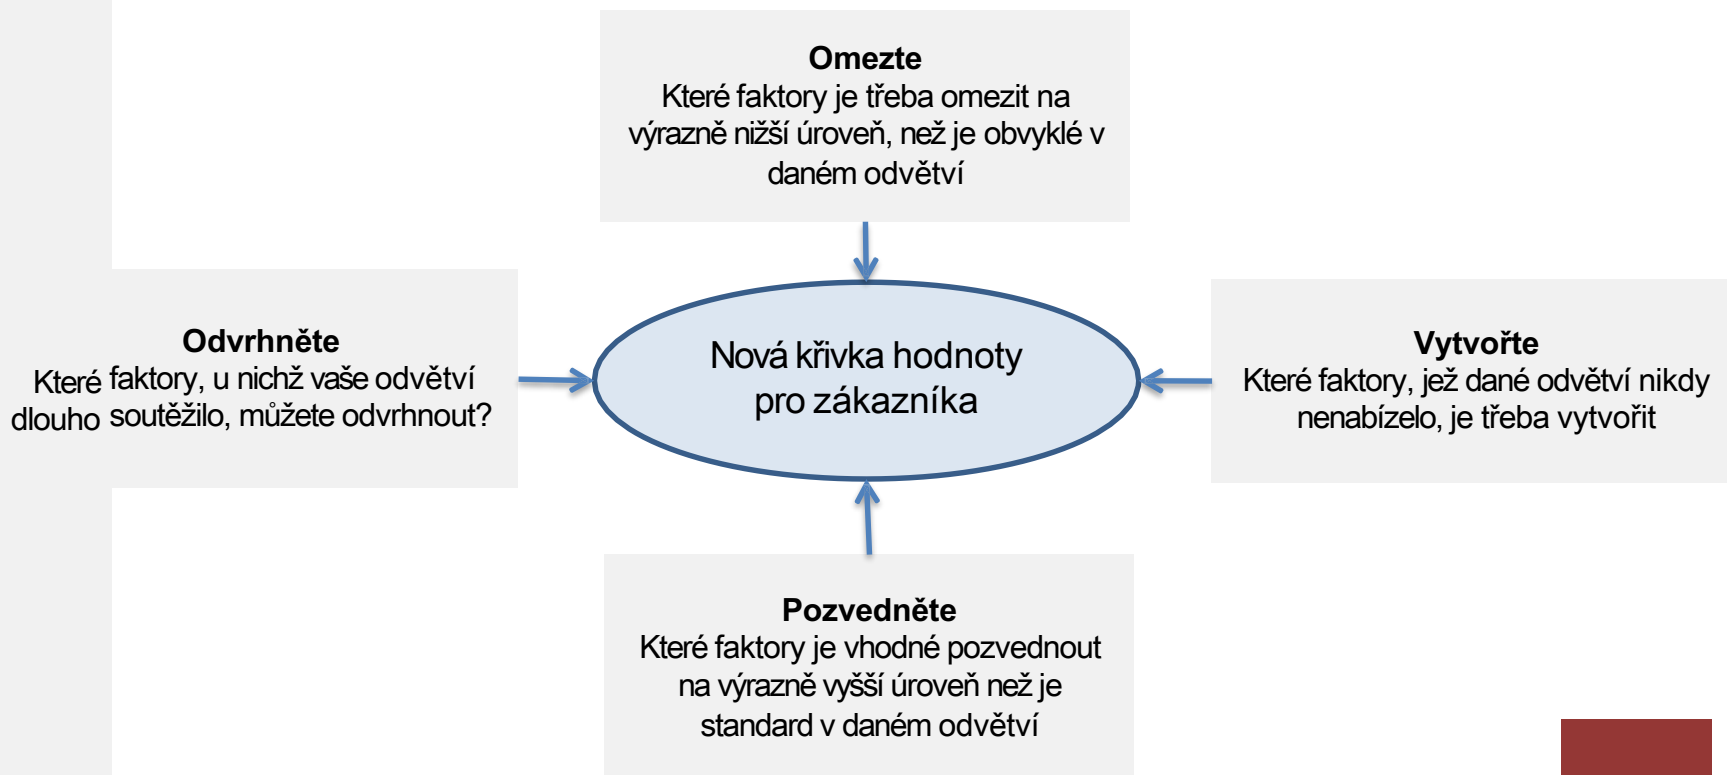 Omezte
Které faktory je třeba omezit na
výrazně nižší úroveň, než je obvyklé v
daném odvětví
Odvrhněte
Které faktory, u nichž vaše odvětví
dlouho soutěžilo, můžete odvrhnout?
Nová křivka hodnoty
pro zákazníka
Vytvořte
Které faktory, jež dané odvětví nikdy
nenabízelo, je třeba vytvořit
Pozvedněte
Které faktory je vhodné pozvednout
na výrazně vyšší úroveň než je
standard v daném odvětví